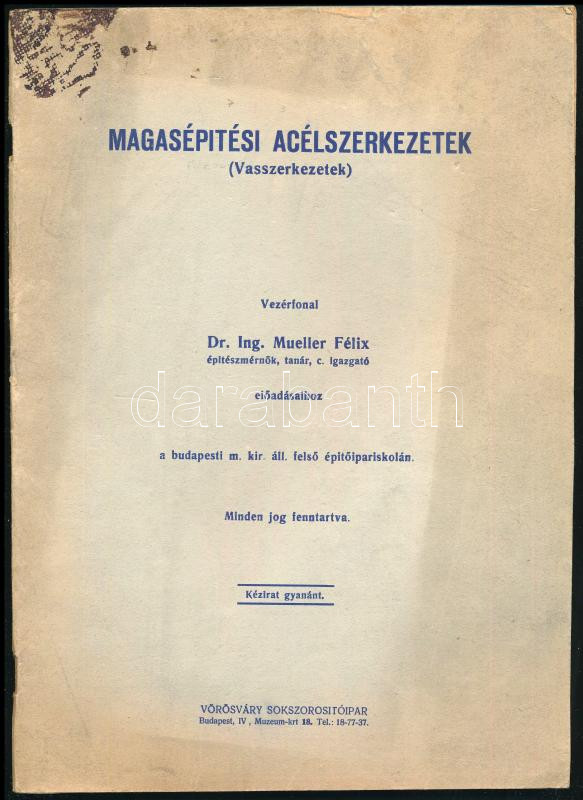 MAGASÉPITÉSI ACÉLSZERKEZETEK
(Vasszerkezetek)
Vezérfonal
Dr. Ing. Mueller Félix
épitészmérnök, tanár, c. igazgató
előadásaihoz
darabanth
a budapesti m. kir. áll. felső épitőipariskolán.
Minden jog fenntartva.
Kézirat gyanánt.
VÖRÖSVÁRY SOKSZOROSITÓIPAR
Budapest, IV, Muzeum-krt 18. Tel.: 18-77-37.